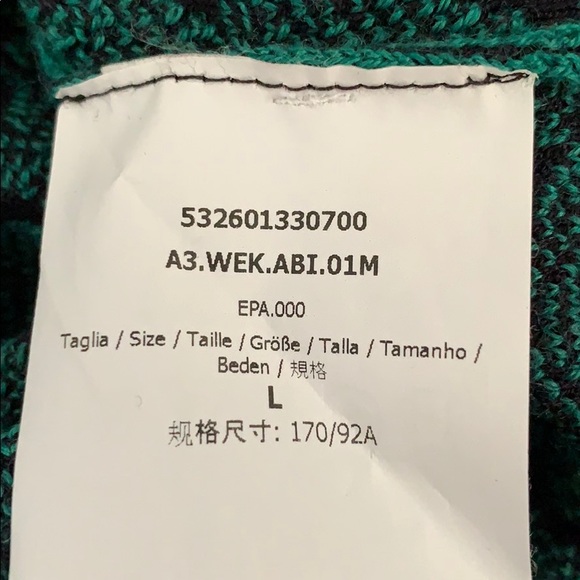 532601330700
A3.WEK.ABI.01M
EPA.000
Taglia / Size / Taille / Größe / Talla / Tamanho /
Beden / 規格
L
规格尺寸: 170/92A